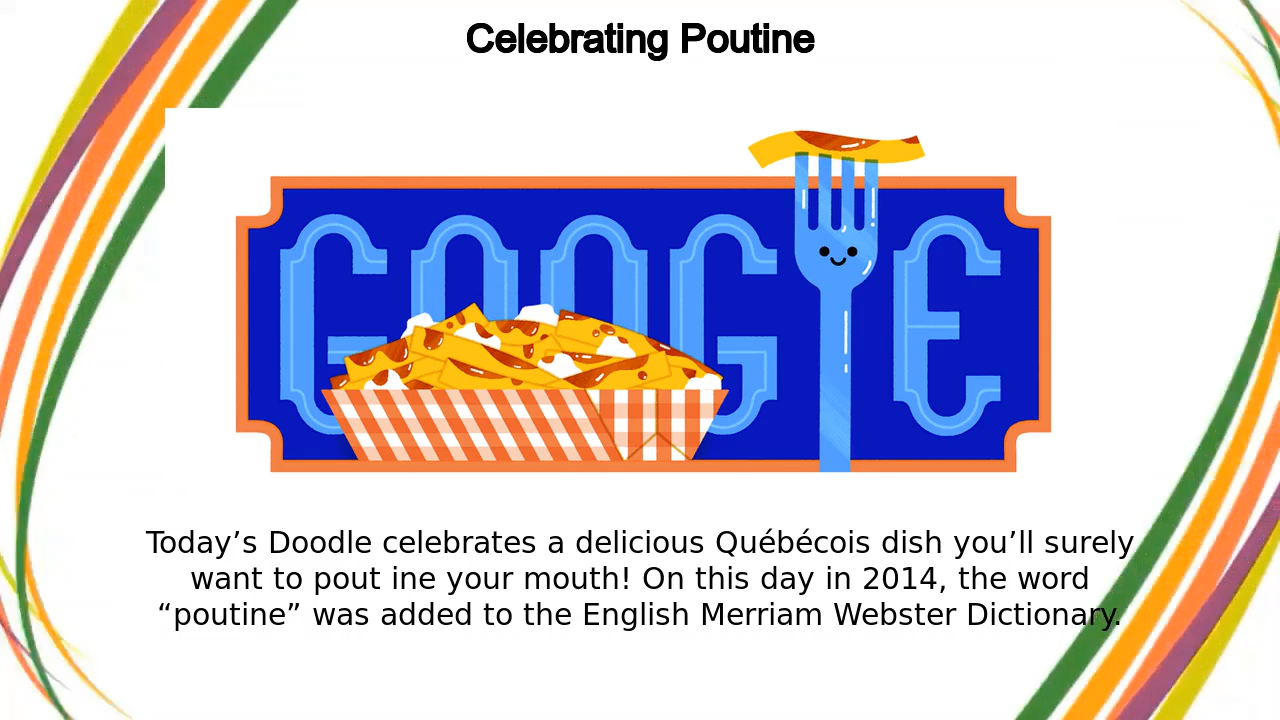 Celebrating Poutine
GOOGLE
Today’s Doodle celebrates a delicious Québécois dish you’ll surely
want to pout ine your mouth! On this day in 2014, the word
“poutine” was added to the English Merriam Webster Dictionary.